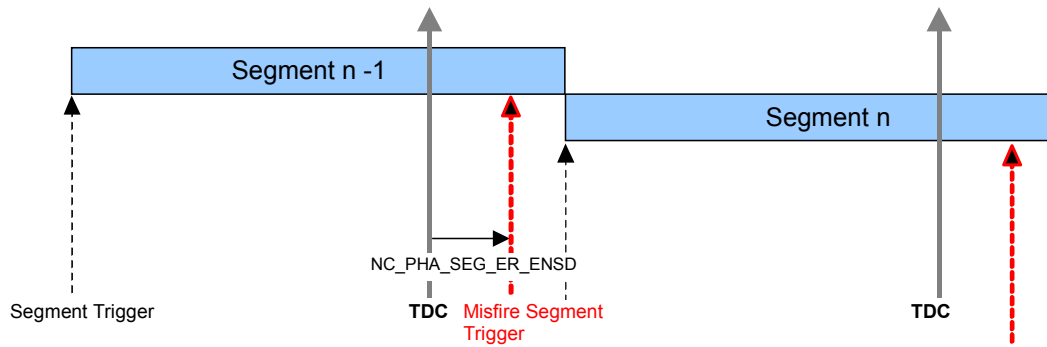 Segment n -1
Segment n
NC_PHA_SEG_ER_ENSD
Segment Trigger
TDC
Misfire Segment
Trigger
TDC